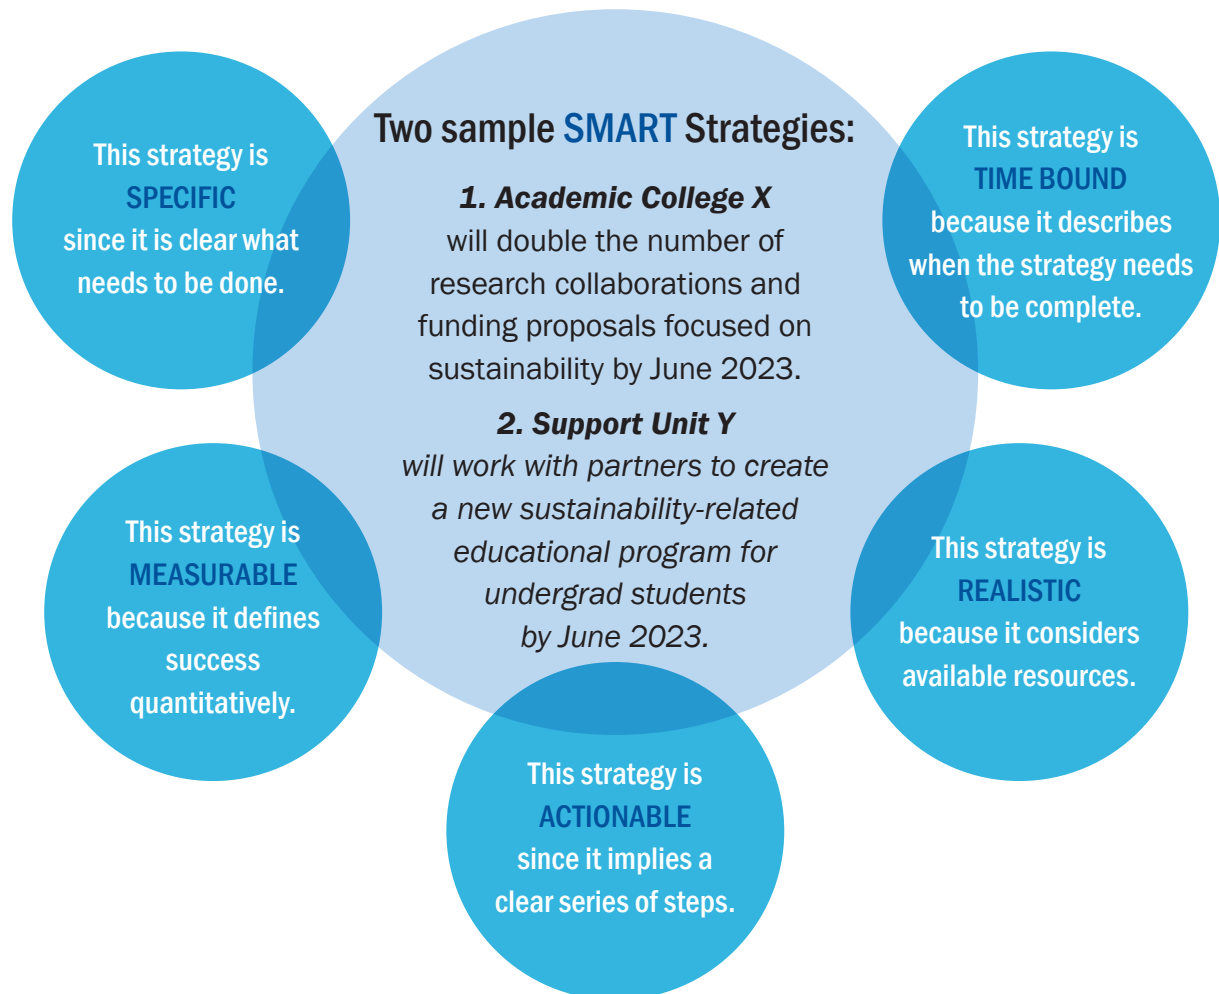 Two sample SMART Strategies:
1. Academic College X
will double the number of
research collaborations and
funding proposals focused on
sustainability by June 2023.
2. Support Unit Y
will work with partners to create
a new sustainability-related
educational program for
undergrad students
by June 2023.
This strategy is
SPECIFIC
since it is clear what
needs to be done.
This strategy is
MEASURABLE
because it defines
success
quantitatively.
This strategy is
ACTIONABLE
since it implies a
clear series of steps.
This strategy is
REALISTIC
because it considers
available resources.
This strategy is
TIME BOUND
because it describes
when the strategy needs
to be complete.